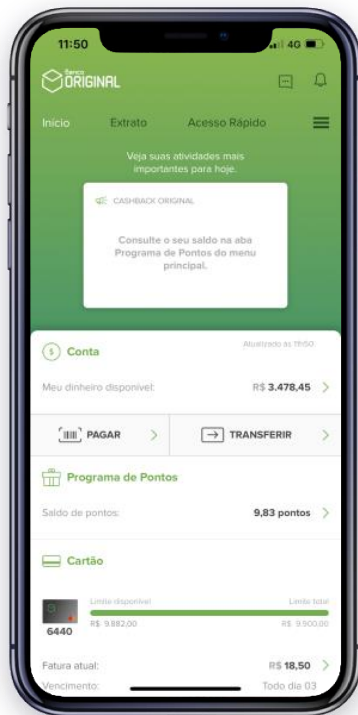 11:50 4G
Banco
ORIGINAL
Início Extrato Acesso Rápido
Veja suas atividades mais
importantes para hoje.
CASHBACK ORIGINAL
Consulte o seu saldo na aba
Programa de Pontos do menu
principal.
Conta Atualizado às 11h50
Meu dinheiro disponível: R$ 3.478,45
PAGAR TRANSFERIR
Programa de Pontos
Saldo de pontos: 9,83 pontos
Cartão
Limite disponível Limite total
R$ 9.882,00 R$ 9.900,00
6440
Fatura atual: R$ 18,50
Vencimento: Todo dia 03